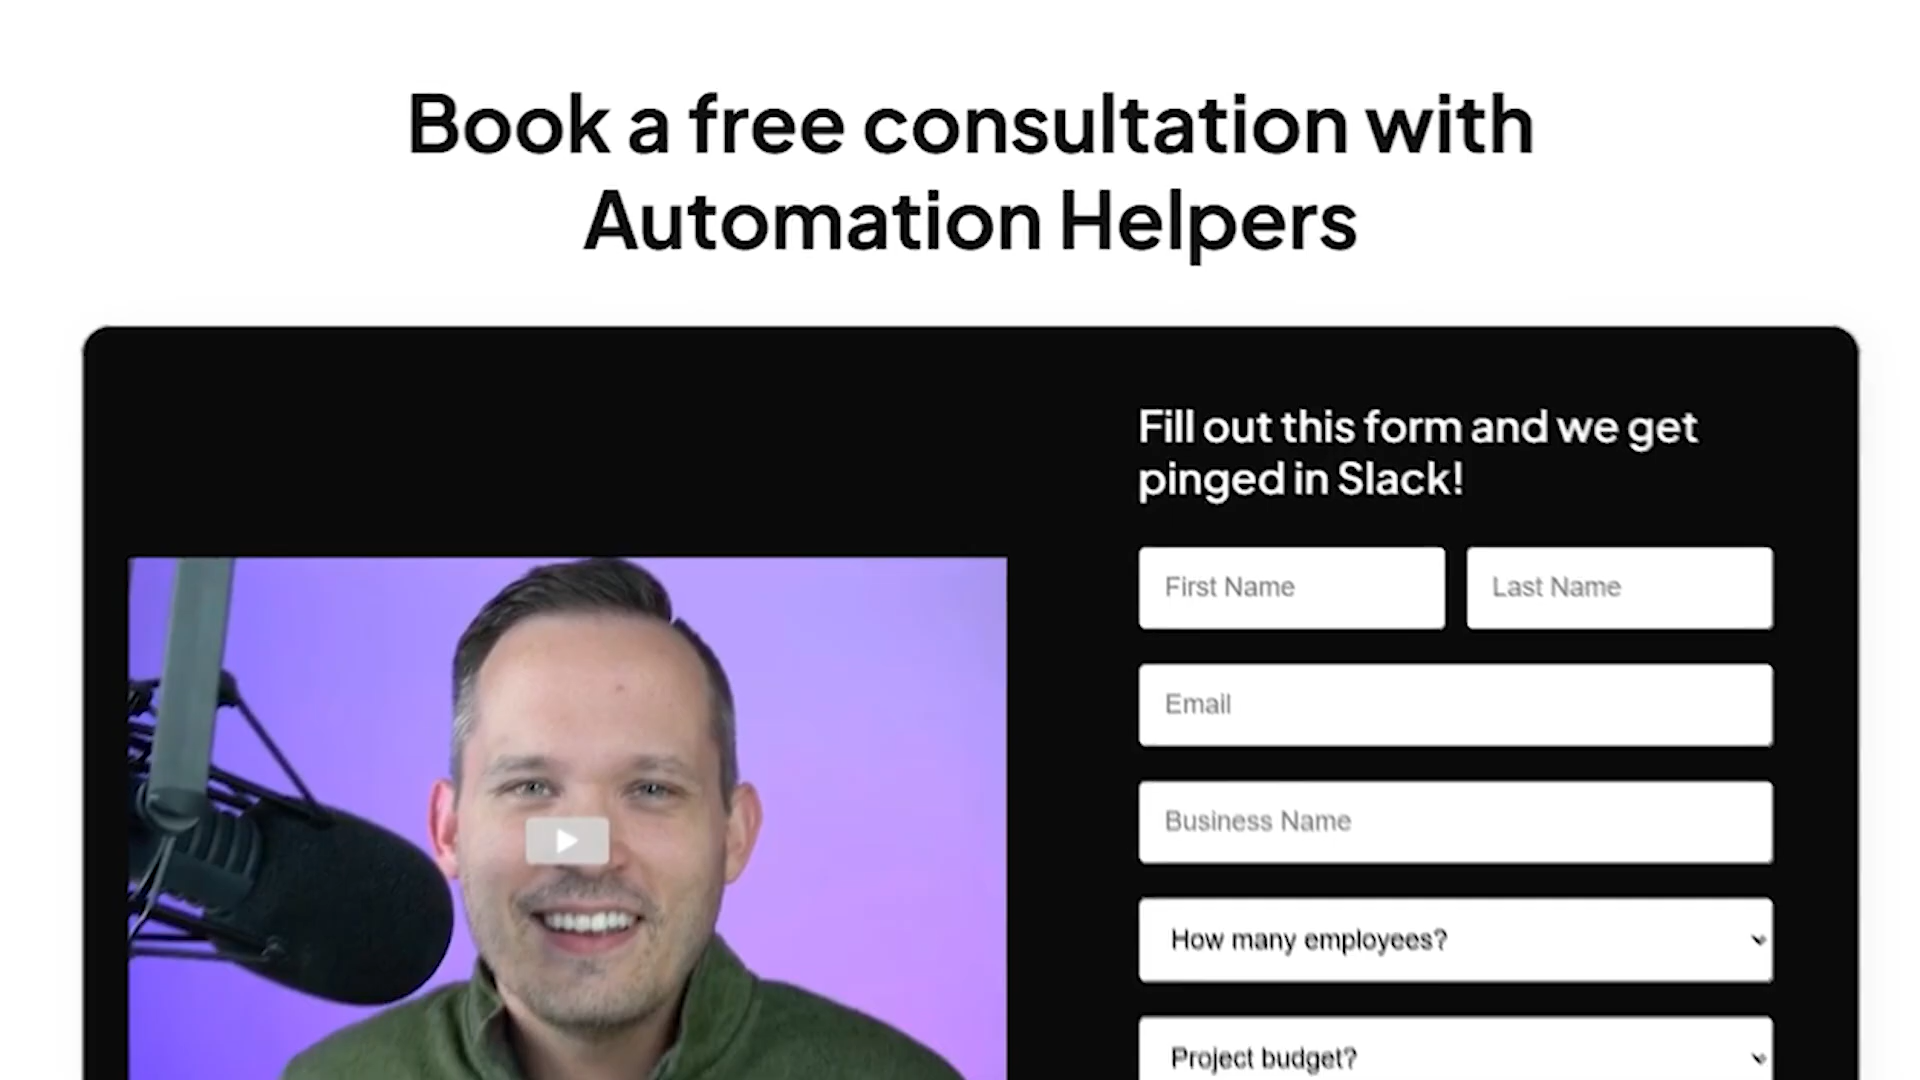 Book a free consultation with
Automation Helpers
Fill out this form and we get
pinged in Slack!
First Name
Last Name
Email
Business Name
How many employees?
Project budget?